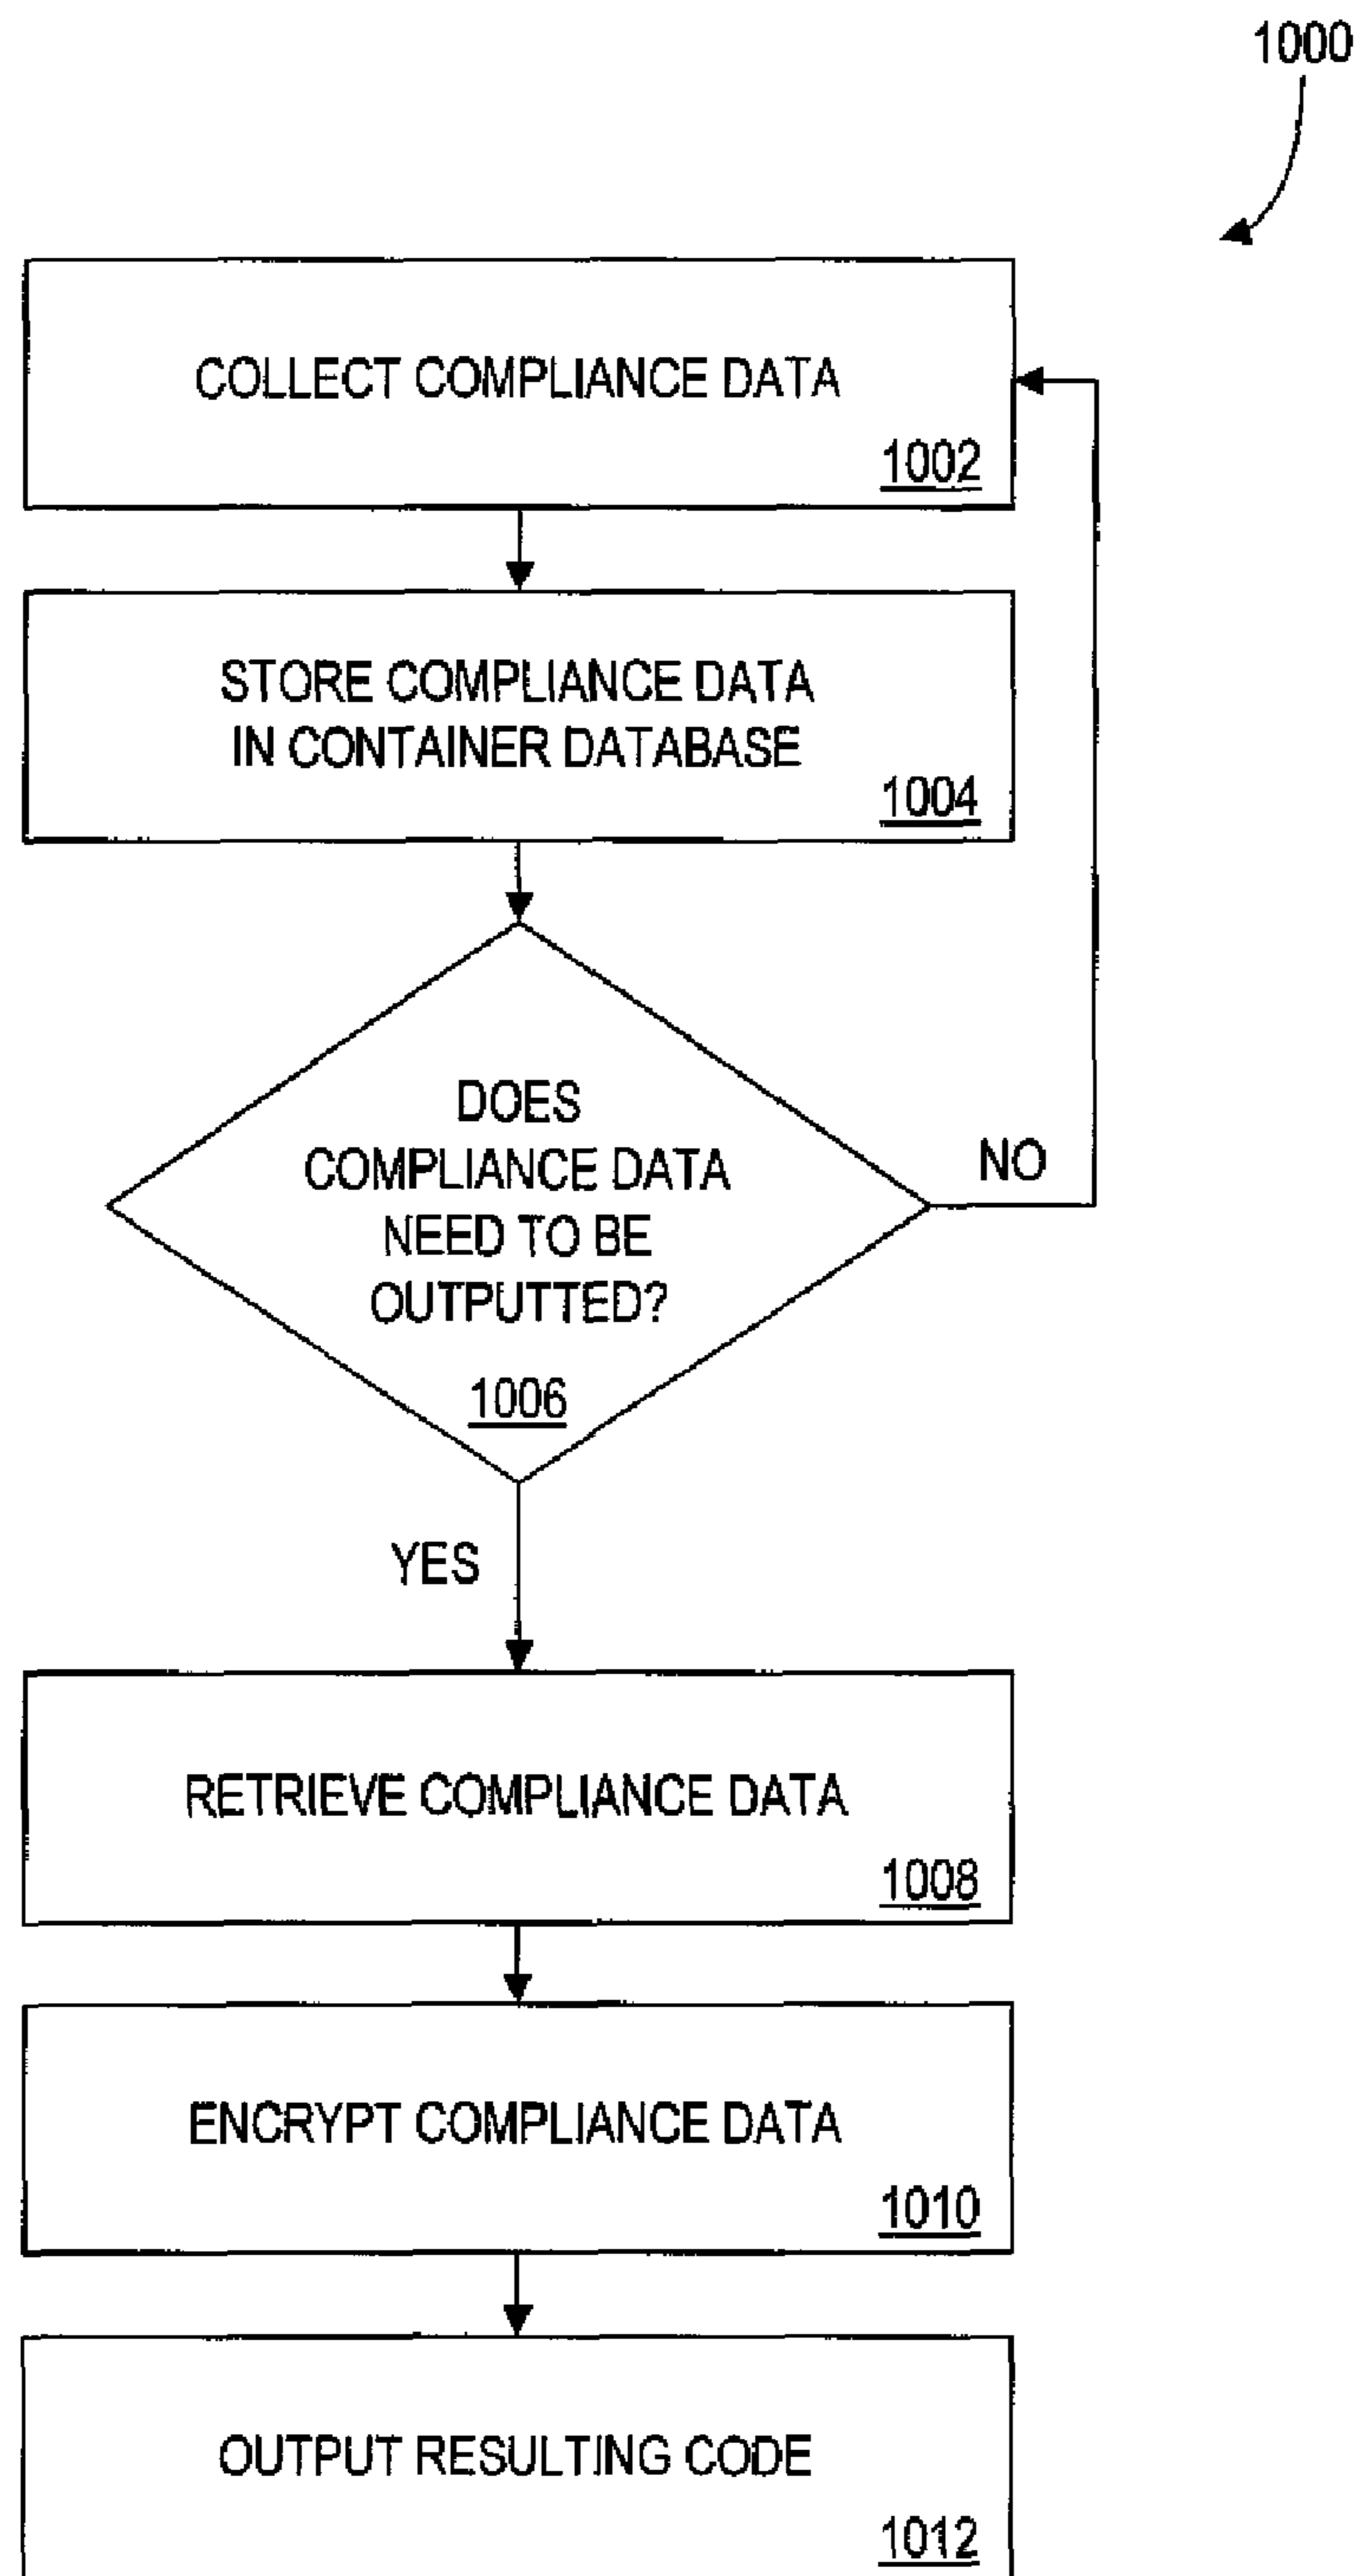 1000
COLLECT COMPLIANCE DATA
1002
STORE COMPLIANCE DATA
IN CONTAINER DATABASE
1004
DOES
COMPLIANCE DATA
NEED TO BE
OUTPUTTED?
1006
NO
YES
RETRIEVE COMPLIANCE DATA
1008
ENCRYPT COMPLIANCE DATA
1010
OUTPUT RESULTING CODE
1012